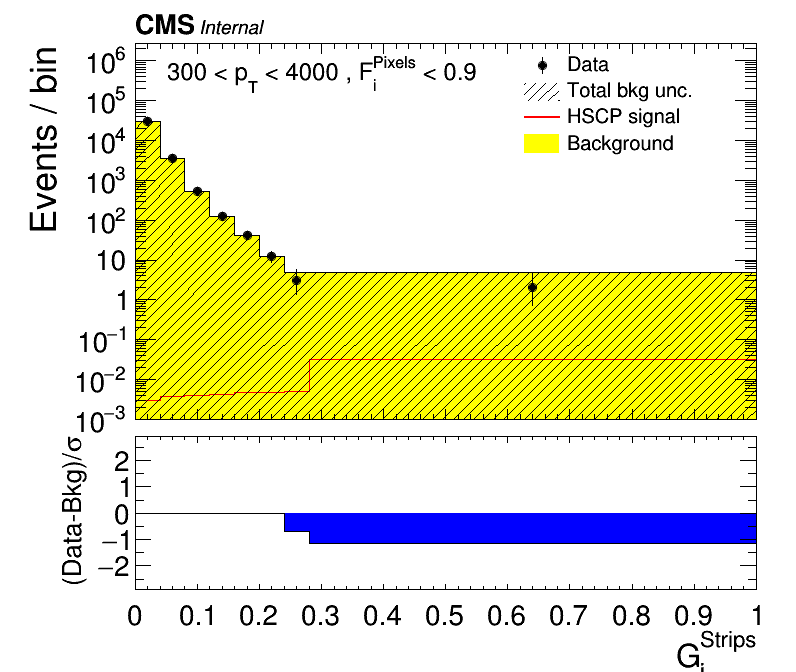 CMS Internal
300 < p_T < 4000 , F_i^Pixels < 0.9
Data
Total bkg unc.
HSCP signal
Background
Events / bin
10^6
10^5
10^4
10^3
10^2
10
1
10^−1
10^−2
10^−3
(Data-Bkg)/σ
2
1
0
−1
−2
0 0.1 0.2 0.3 0.4 0.5 0.6 0.7 0.8 0.9 1
G_i^Strips